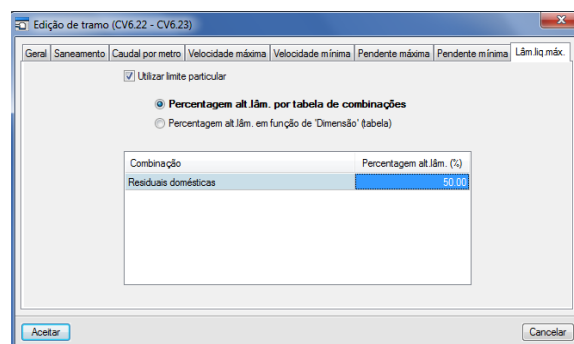 Edição de tramo (CV6.22 - CV6.23)
Geral Saneamento Caudal por metro Velocidade máxima Velocidade mínima Pendente máxima Pendente mínima Lâm.liq.máx.
Utilizar limite particular
Percentagem alt.lâm. por tabela de combinações
Percentagem alt.lâm. em função de 'Dimensão' (tabela)
Combinação Percentagem alt.lâm. (%)
Residuais domésticas 50.00
Aceitar Cancelar